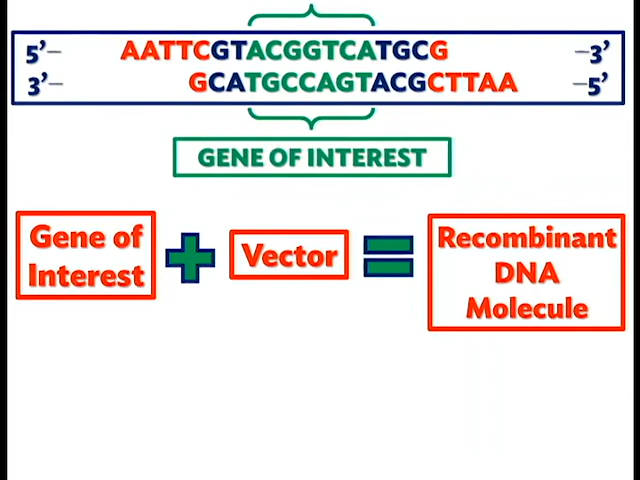 5’– AATTCGTACGGTCATGCG –3’
3’– GCATGCCAGTACGCTTAA –5’
GENE OF INTEREST
Gene of
Interest
+
Vector
=
Recombinant
DNA
Molecule